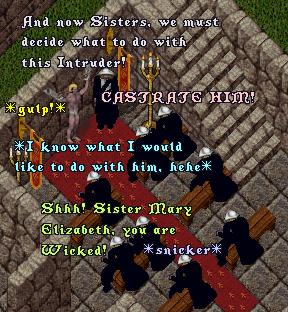 And now Sisters, we must
decide what to do with
this Intruder!
CASTRATE HIM!
*gulp!*
*I know what I would
like to do with him, hehe*
Shhh! Sister Mary
Elizabeth, you are
Wicked!
*snicker*